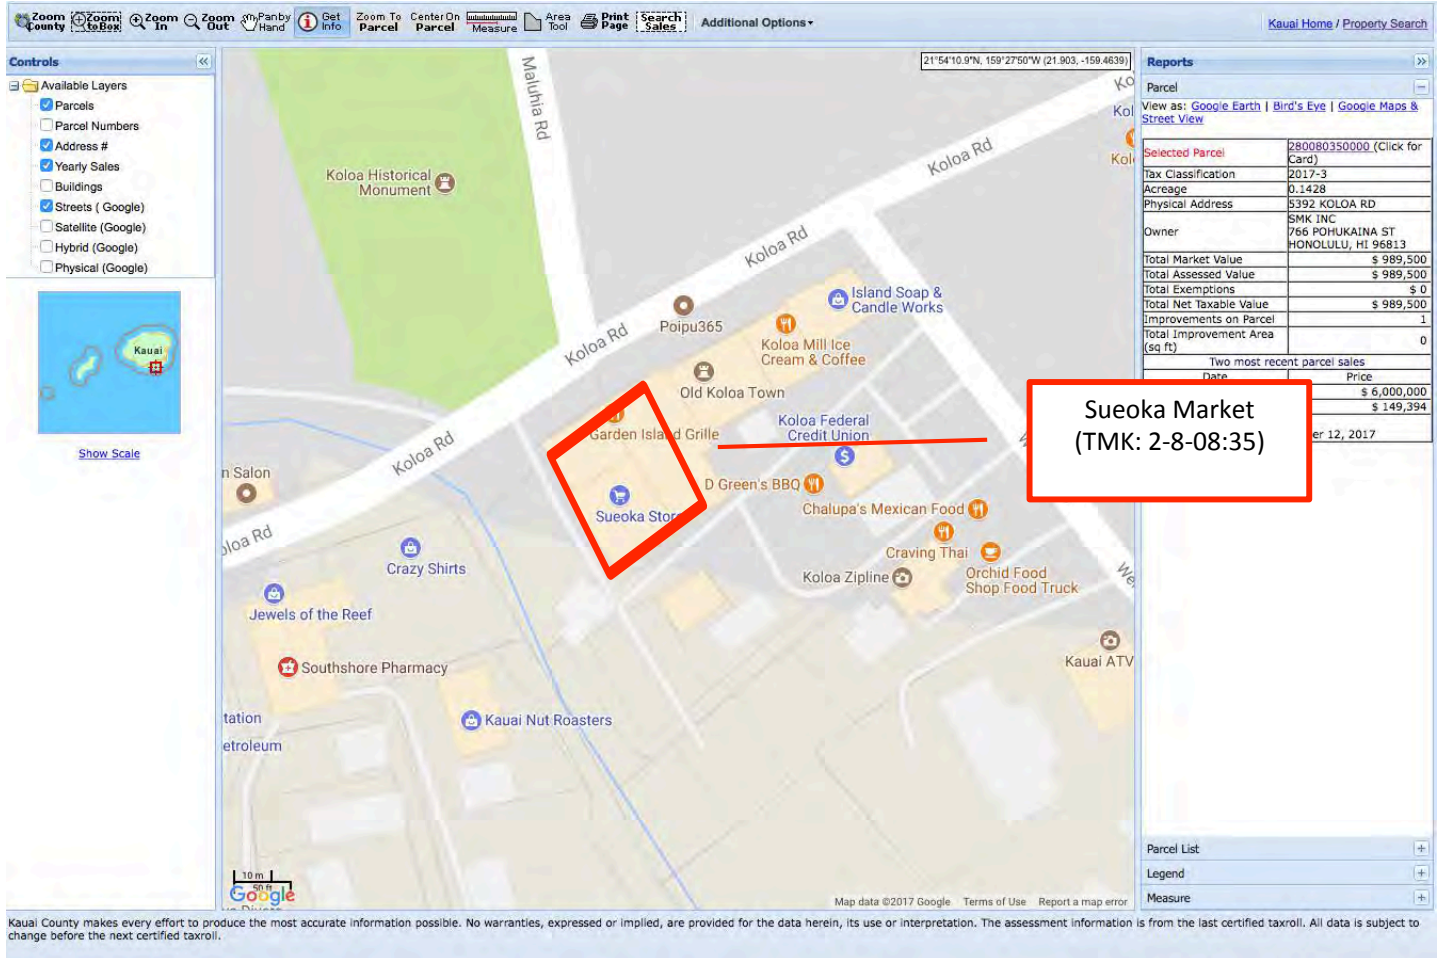 Zoom County
Zoom to Box
Zoom In
Zoom Out
Pan by Hand
Get Info
Zoom To Parcel
Center On Parcel
Measure
Area Tool
Print Page
Search Sales
Additional Options
Kauai Home / Property Search
Controls
Available Layers
Parcels
Parcel Numbers
Address #
Yearly Sales
Buildings
Streets ( Google)
Satellite (Google)
Hybrid (Google)
Physical (Google)
Kauai
Show Scale
21°54'10.9"N, 159°27'50"W (21.903, -159.4639)
Maluhia Rd
Ko
Kol
Kol
Koloa Rd
Koloa Historical
Monument
Koloa Rd
Island Soap &
Candle Works
Poipu365
Koloa Rd
Koloa Mill Ice
Cream & Coffee
Old Koloa Town
Koloa Federal
Credit Union
Garden Island Grille
Koloa Rd
n Salon
D Green's BBQ
Sueoka Stor
Chalupa's Mexican Food
oloa Rd
Craving Thai
Crazy Shirts
Koloa Zipline
Orchid Food
Shop Food Truck
We
Jewels of the Reef
Kauai ATV
Southshore Pharmacy
tation
Kauai Nut Roasters
etroleum
10 m
50 ft
Google
Map data ©2017 Google Terms of Use Report a map error
Sueoka Market
(TMK: 2-8-08:35)
Reports
Parcel
View as: Google Earth | Bird's Eye | Google Maps &
Street View
Selected Parcel 280080350000 (Click for
Card)
Tax Classification 2017-3
Acreage 0.1428
Physical Address 5392 KOLOA RD
Owner SMK INC
766 POHUKAINA ST
HONOLULU, HI 96813
Total Market Value $ 989,500
Total Assessed Value $ 989,500
Total Exemptions $ 0
Total Net Taxable Value $ 989,500
Improvements on Parcel 1
Total Improvement Area
(sq ft) 0
Two most recent parcel sales
Date Price
$ 6,000,000
$ 149,394
er 12, 2017
Parcel List
Legend
Measure
Kauai County makes every effort to produce the most accurate information possible. No warranties, expressed or implied, are provided for the data herein, its use or interpretation. The assessment information is from the last certified taxroll. All data is subject to
change before the next certified taxroll.